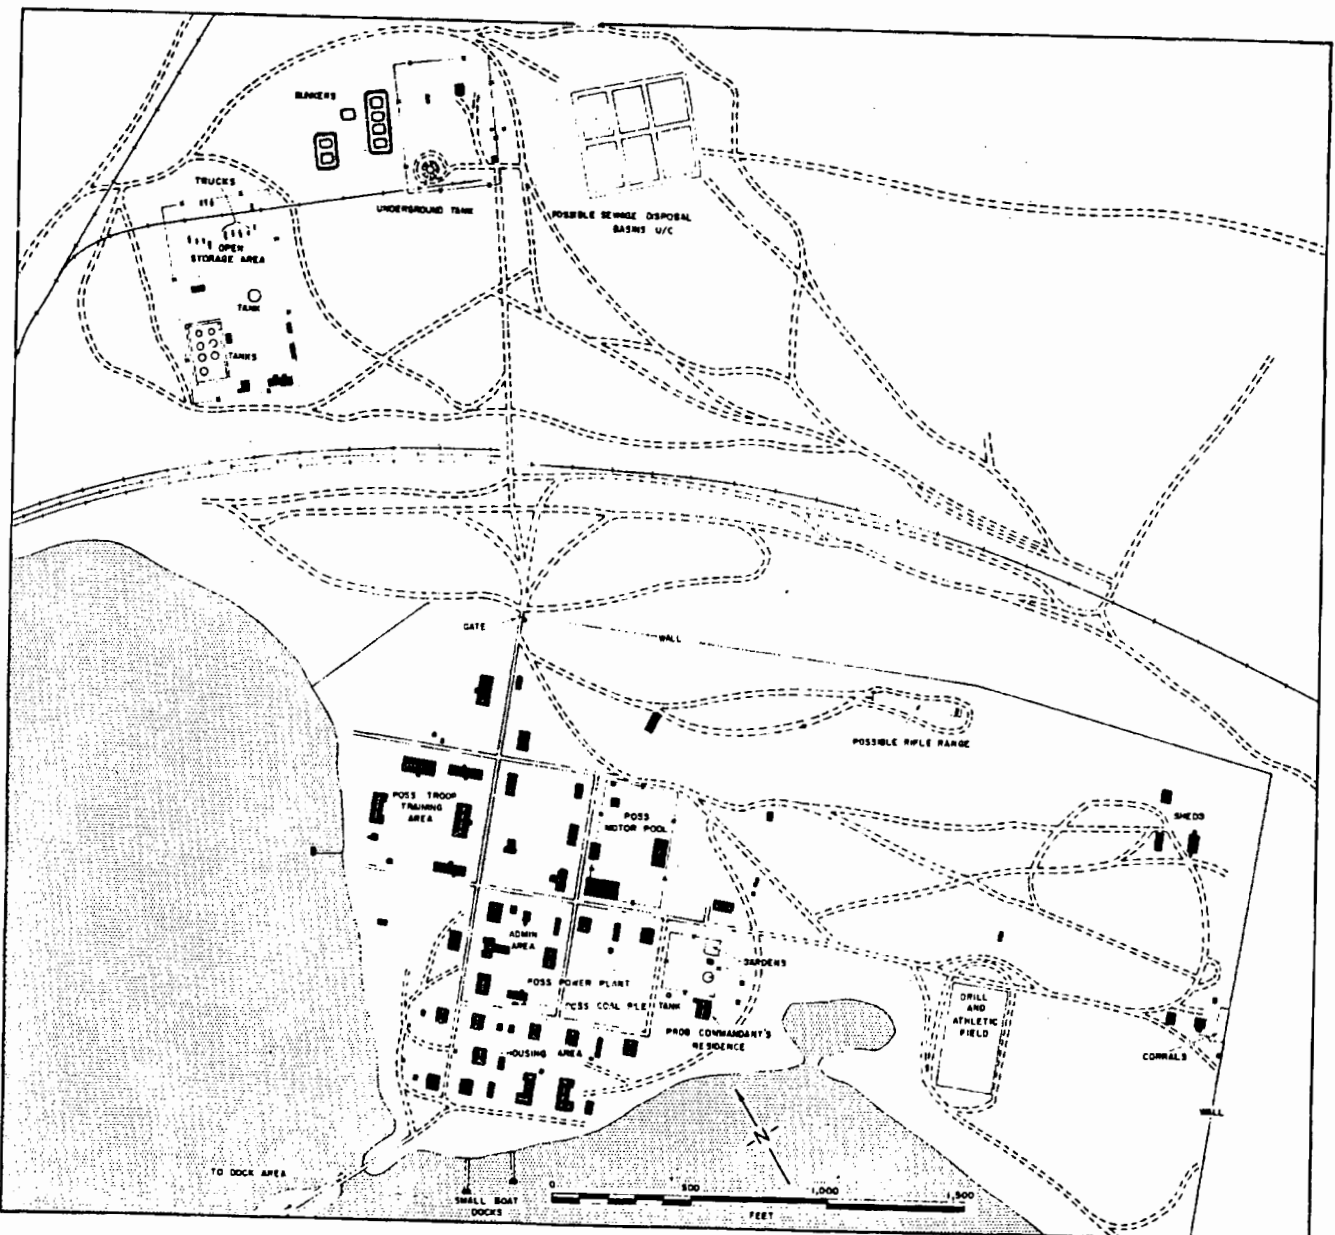 BUNKERS
TRUCKS
UNDERGROUND TANK
POSSIBLE SEWAGE DISPOSAL
BASINS U/C
OPEN
STORAGE AREA
TANK
TANKS
GATE
WALL
POSSIBLE RIFLE RANGE
POSS TROOP
TRAINING
AREA
POSS
MOTOR POOL
SHEDS
ADMIN
AREA
GARDENS
POSS POWER PLANT
POSS COAL PILE
TANK
DRILL
AND
ATHLETIC
FIELD
PROB COMMANDANT'S
RESIDENCE
HOUSING AREA
CORRALS
WALL
N
TO DOCK AREA
SMALL BOAT
DOCKS
0 500 1,000 1,500
FEET